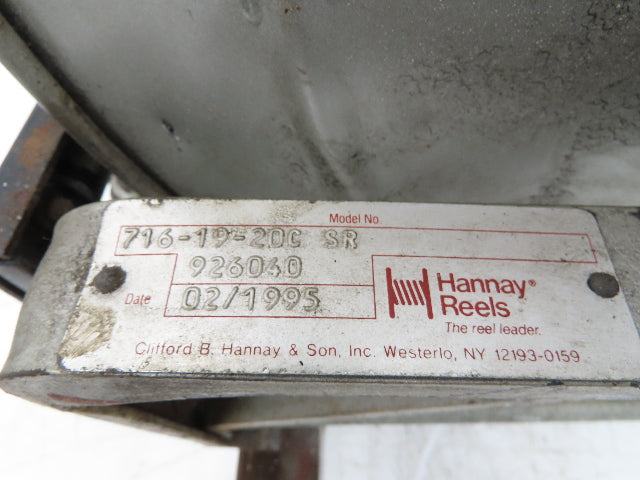 Model No
716-19-20C SR
926040
Date 02/1995
Hannay®
Reels
The reel leader.
Clifford B. Hannay & Son, Inc. Westerlo, NY 12193-0159